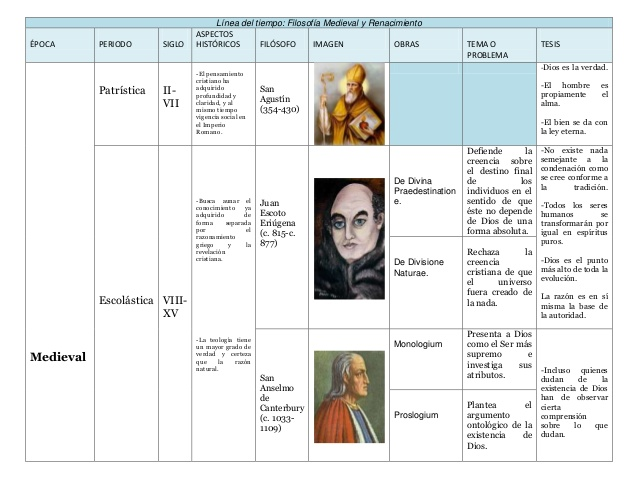 Línea del tiempo: Filosofía Medieval y Renacimiento
ÉPOCA
PERIODO
SIGLO
ASPECTOS
HISTÓRICOS
FILÓSOFO
IMAGEN
OBRAS
TEMA O
PROBLEMA
TESIS
Medieval
Patrística
II-
VII
-El pensamiento
cristiano ha
adquirido
profundidad y
claridad, y al
mismo tiempo
vigencia social en
el Imperio
Romano.
San
Agustín
(354-430)
-Dios es la verdad.
-El hombre es
propiamente el
alma.
-El bien se da con
la ley eterna.
Escolástica
VIII-
XV
-Busca aunar el
conocimiento ya
adquirido de
forma separada
por el
razonamiento
griego y la
revelación
cristiana.
-La teología tiene
un mayor grado de
verdad y certeza
que la razón
natural.
Juan
Escoto
Eriúgena
(c. 815-c.
877)
De Divina
Praedestination
e.
Defiende la
creencia sobre
el destino final
de los
individuos en el
sentido de que
éste no depende
de Dios de una
forma absoluta.
De Divisione
Naturae.
Rechaza la
creencia
cristiana de que
el universo
fuera creado de
la nada.
-No existe nada
semejante a la
condenación como
se cree conforme a
la tradición.
-Todos los seres
humanos se
transformarán por
igual en espíritus
puros.
-Dios es el punto
más alto de toda la
evolución.
La razón es en sí
misma la base de
la autoridad.
San
Anselmo
de
Canterbury
(c. 1033-
1109)
Monologium
Presenta a Dios
como el Ser más
supremo e
investiga sus
atributos.
Proslogium
Plantea el
argumento
ontológico de la
existencia de
Dios.
-Incluso quienes
dudan de la
existencia de Dios
han de observar
cierta
comprensión
sobre lo que
dudan.